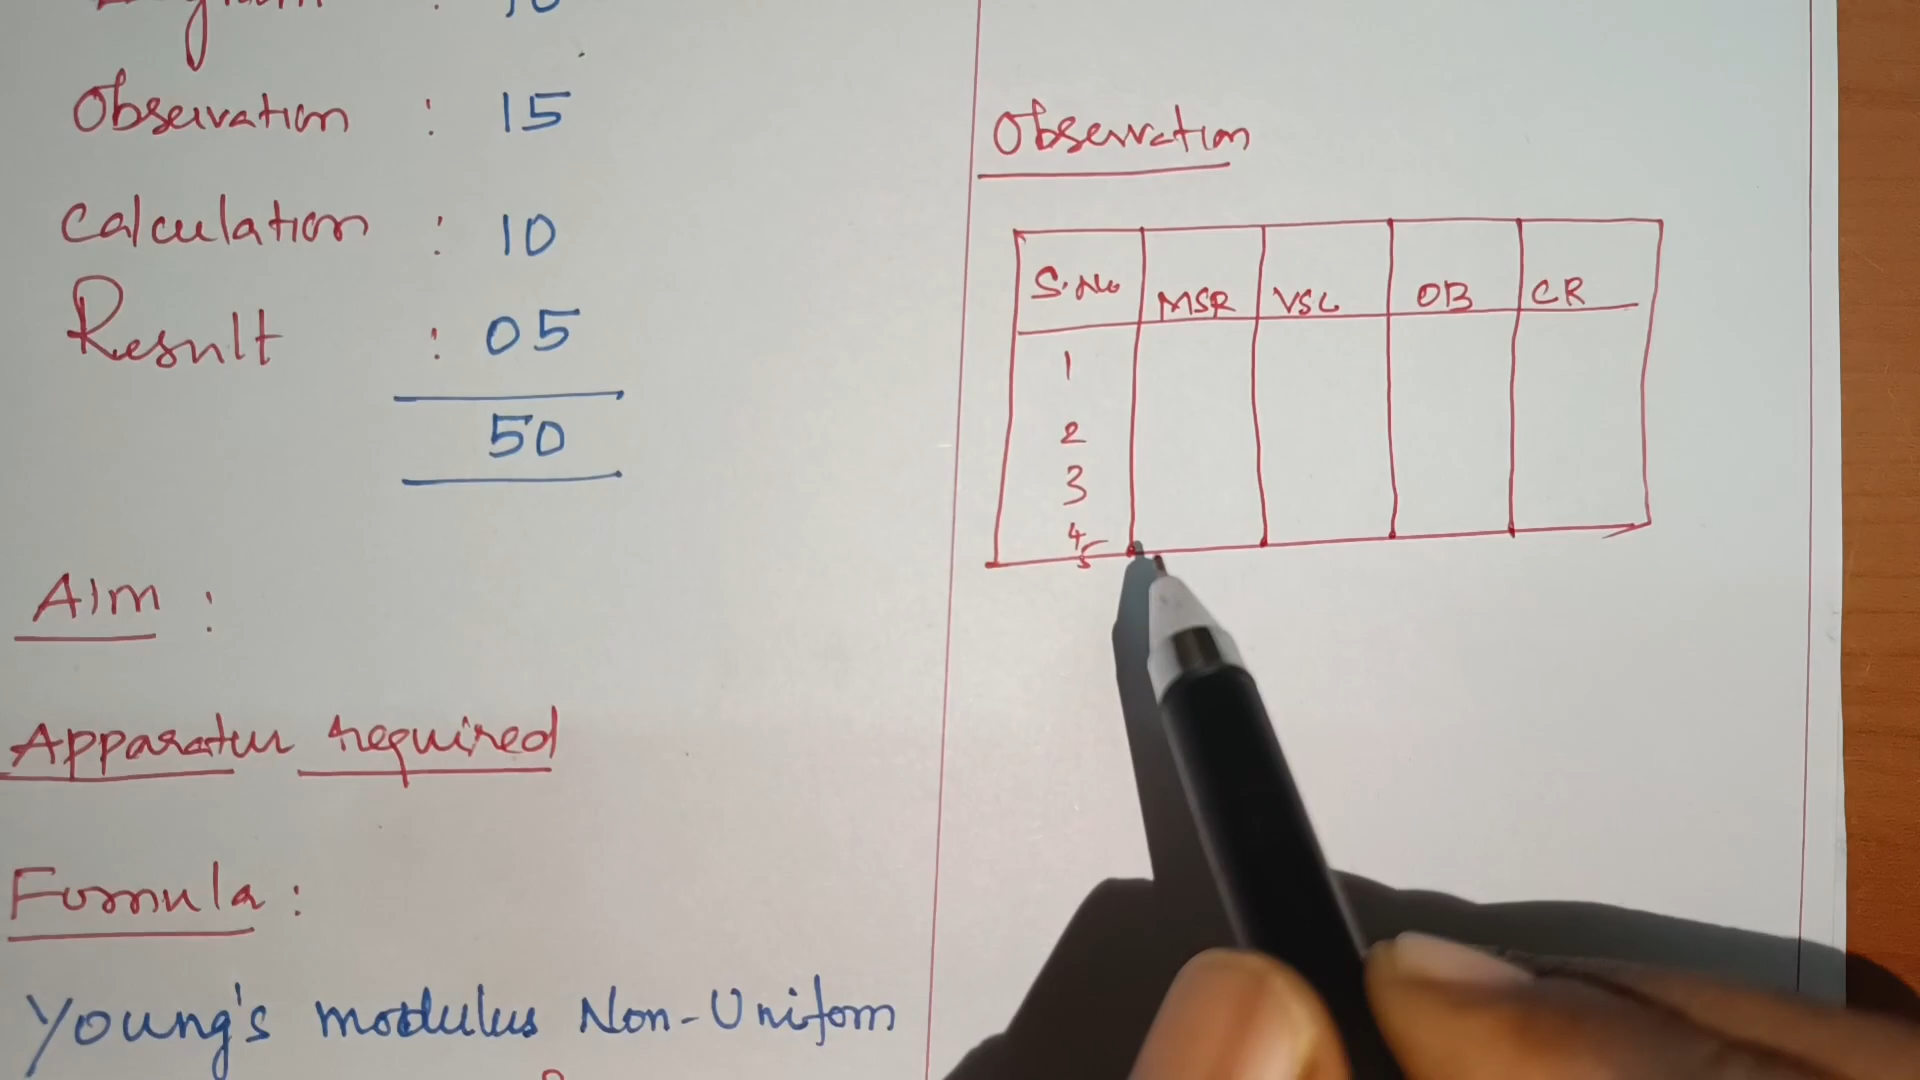 : 10
Observation : 15
Calculation : 10
Result : 05
50
Aim :
Apparatus required
Formula :
Young's modulus Non-Uniform
Observation
S.No MSR VSC OB CR
1
2
3
4
5